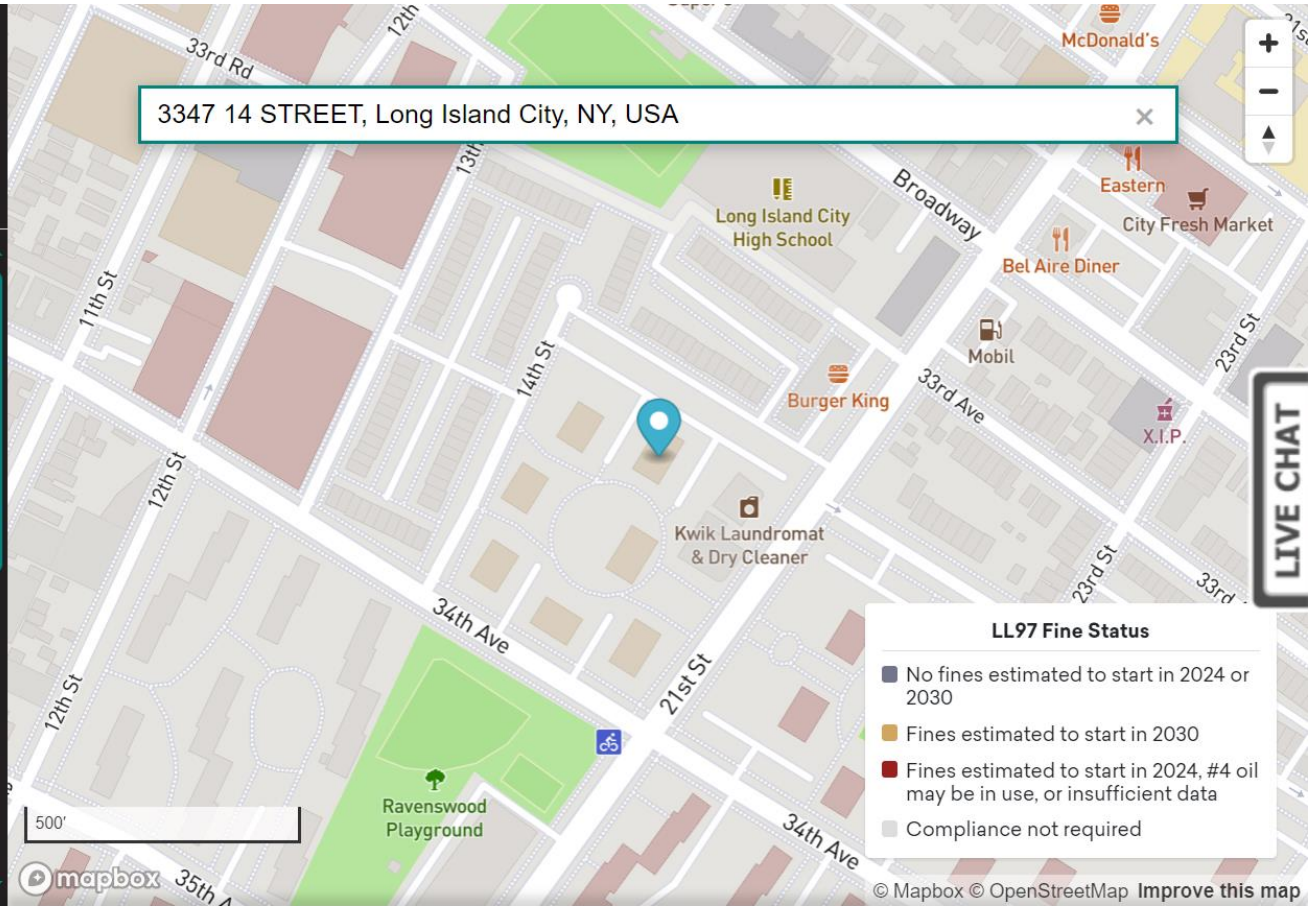 12th
McDonald's
33rd Rd
3347 14 STREET, Long Island City, NY, USA
×
+
−
13th
Eastern
City Fresh Market
Long Island City
High School
Broadway
Bel Aire Diner
11th St
Mobil
23rd St
14th St
Burger King
33rd Ave
X.I.P.
LIVE CHAT
12th St
Kwik Laundromat
& Dry Cleaner
23rd St
33rd
34th Ave
21st St
12th St
LL97 Fine Status
No fines estimated to start in 2024 or
2030
Fines estimated to start in 2030
Fines estimated to start in 2024, #4 oil
may be in use, or insufficient data
Compliance not required
Ravenswood
Playground
34th Ave
500'
mapbox
35th
© Mapbox © OpenStreetMap Improve this map